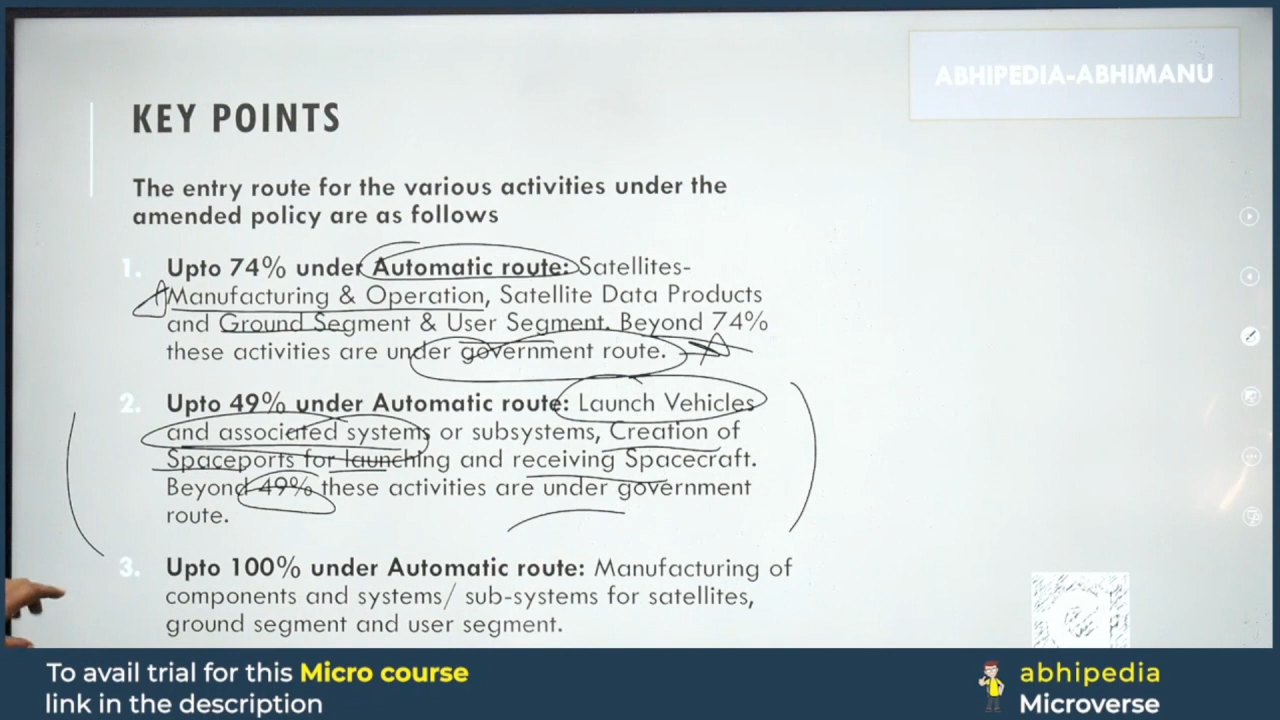 ABHIPEDIA-ABHIMANU
KEY POINTS
The entry route for the various activities under the
amended policy are as follows
1. Upto 74% under Automatic route: Satellites-
Manufacturing & Operation, Satellite Data Products
and Ground Segment & User Segment. Beyond 74%
these activities are under government route.
2. Upto 49% under Automatic route: Launch Vehicles
and associated systems or subsystems, Creation of
Spaceports for launching and receiving Spacecraft.
Beyond 49% these activities are under government
route.
3. Upto 100% under Automatic route: Manufacturing of
components and systems/ sub-systems for satellites,
ground segment and user segment.
To avail trial for this Micro course
link in the description
abhipedia
Microverse